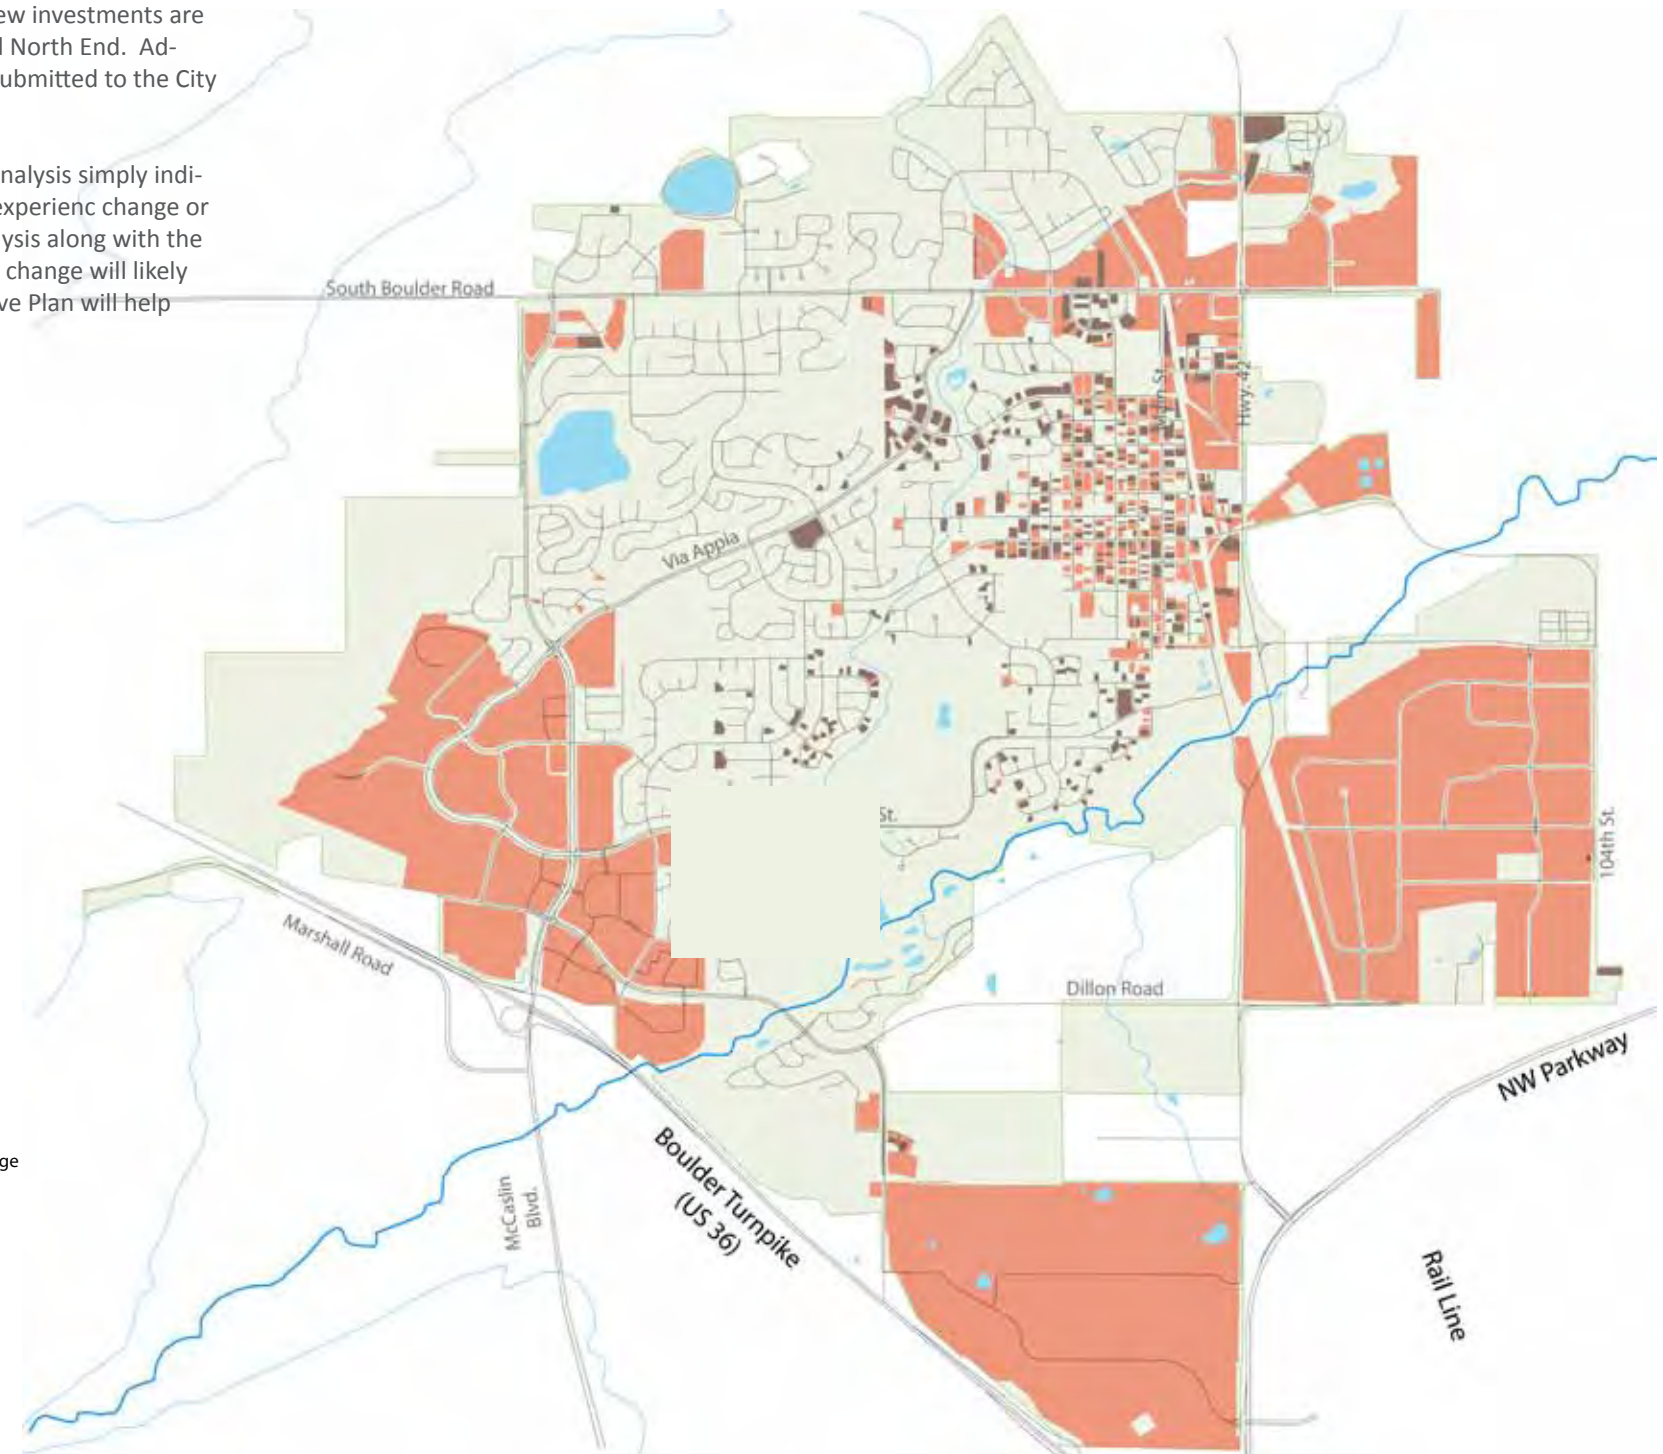 ew investments are
l North End.  Ad-
submitted to the City
nalysis simply indi-
experienc change or
ysis along with the
change will likely
ve Plan will help
South Boulder Road
Main St.
Hwy. 42
Via Appia
St.
104th St.
Marshall Road
Dillon Road
NW Parkway
ge
Boulder Turnpike
(US 36)
McCaslin
Blvd.
Rail Line